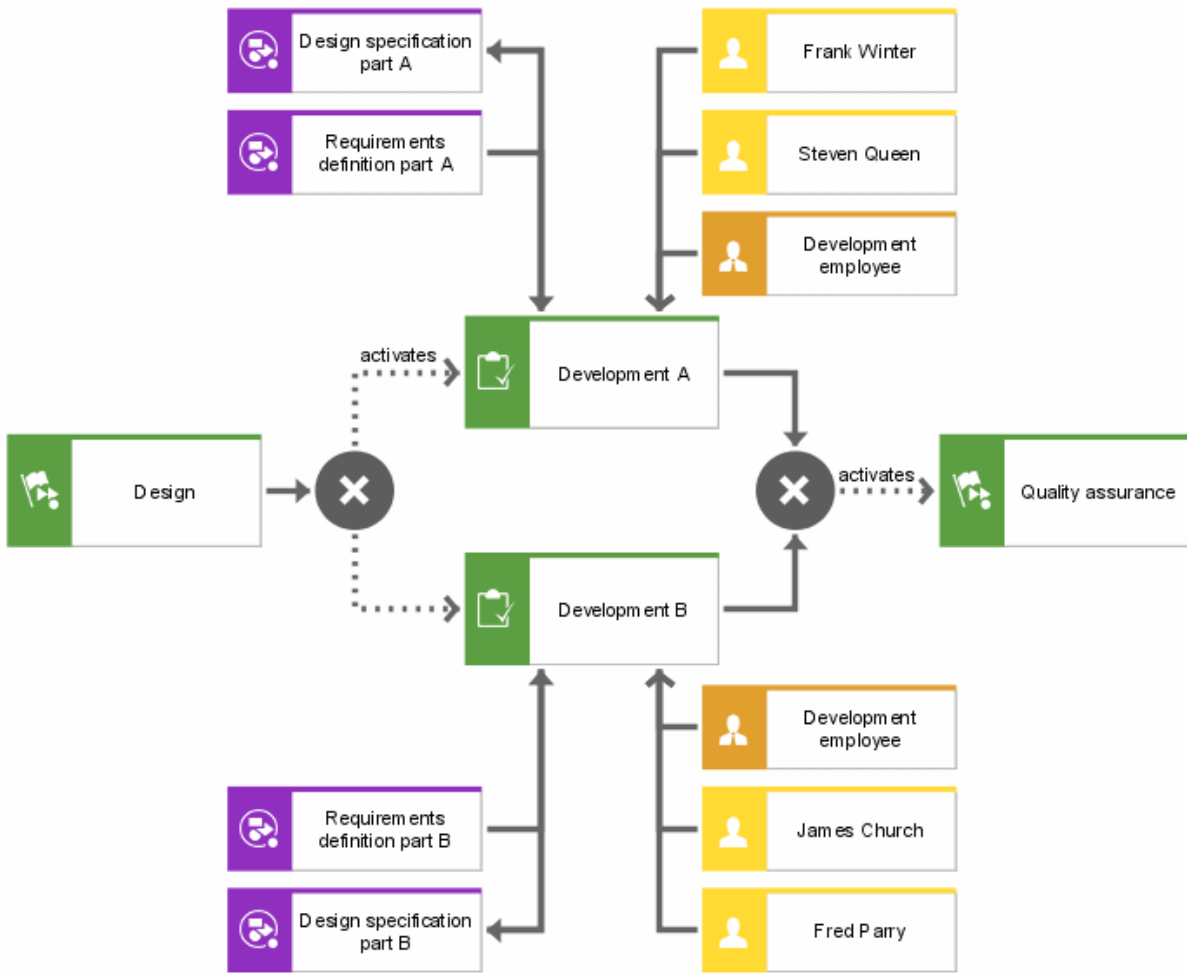 Design specification
part A
Frank Winter
Requirements
definition part A
Steven Queen
Development
employee
activates
Development A
Design
activates
Quality assurance
Development B
Development
employee
Requirements
definition part B
James Church
Design specification
part B
Fred Parry